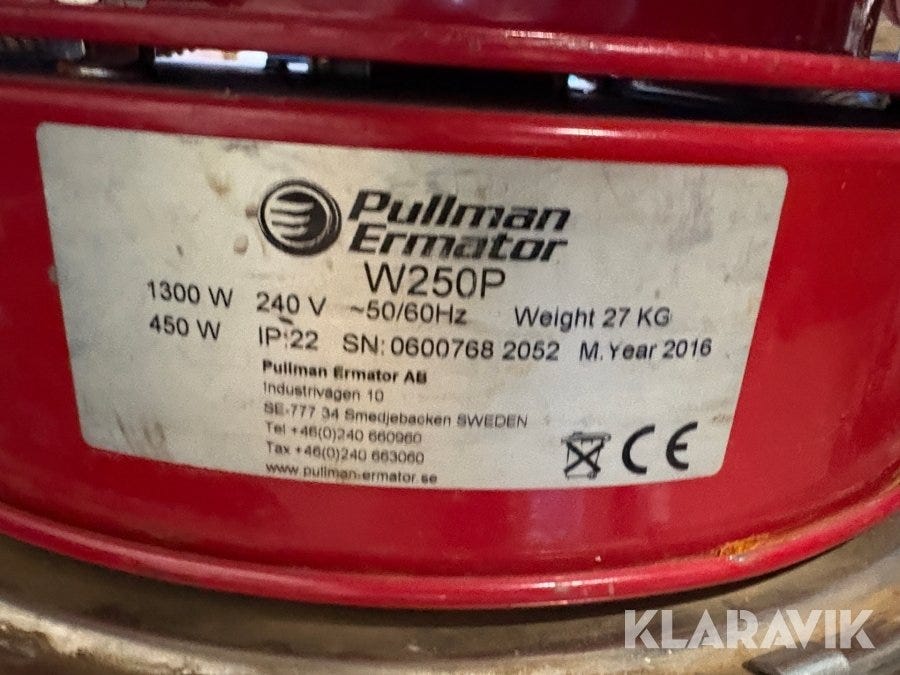 Pullman
Ermator
W250P
1300 W 240 V ~50/60Hz Weight 27 KG
450 W IP:22 SN: 0600768 2052 M. Year 2016
Pullman Ermator AB
Industrivägen 10
SE-777 34 Smedjebacken SWEDEN
Tel +46(0)240 660960
Fax +46(0)240 663060
www.pullman-ermator.se
CE
KLARAVIK